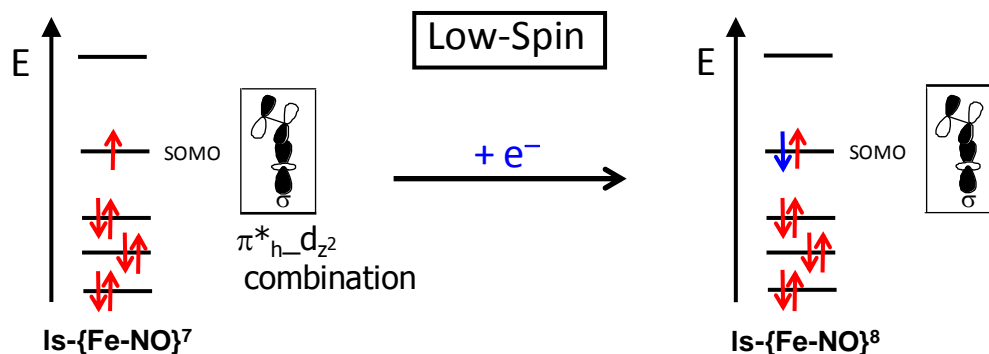 Low-Spin
E
SOMO
σ
π*h_dz2
combination
ls-{Fe-NO}7
+ e–
E
SOMO
σ
ls-{Fe-NO}8